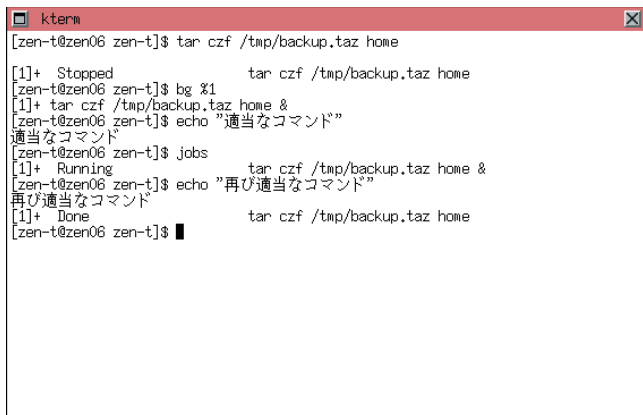 kterm
[zen-t@zen06 zen-t]$ tar czf /tmp/backup.taz home
[1]+  Stopped                 tar czf /tmp/backup.taz home
[zen-t@zen06 zen-t]$ bg %1
[1]+ tar czf /tmp/backup.taz home &
[zen-t@zen06 zen-t]$ echo "適当なコマンド"
適当なコマンド
[zen-t@zen06 zen-t]$ jobs
[1]+  Running                 tar czf /tmp/backup.taz home &
[zen-t@zen06 zen-t]$ echo "再び適当なコマンド"
再び適当なコマンド
[1]+  Done                    tar czf /tmp/backup.taz home
[zen-t@zen06 zen-t]$